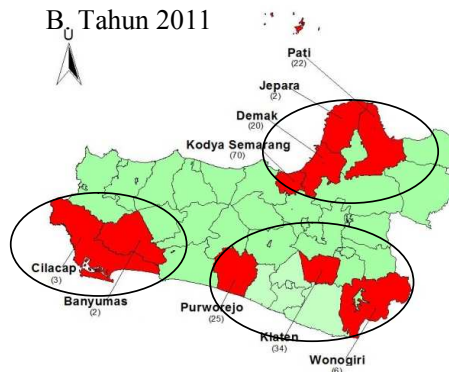 B. Tahun 2011
U
Pati
(22)
Jepara
(2)
Demak
(20)
Kodya Semarang
(70)
Cilacap
(3)
Banyumas
(2)
Purworejo
(25)
Klaten
(34)
Wonogiri
(6)